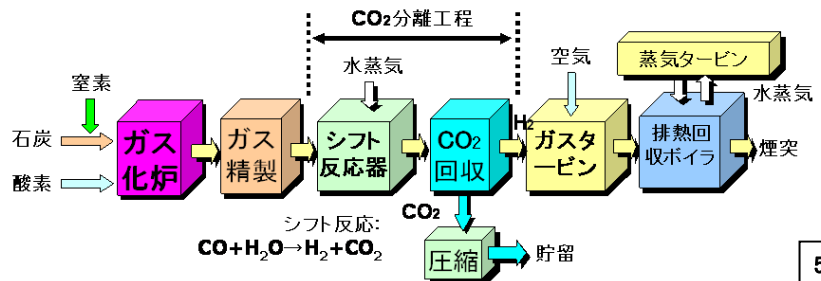 CO2分離工程
窒素
水蒸気
空気
蒸気タービン
水蒸気
石炭
酸素
ガス
化炉
ガス
精製
シフト
反応器
CO2
回収
H2
ガスタ
ービン
排熱回
収ボイラ
煙突
シフト反応:
CO+H2O→H2+CO2
CO2
圧縮
貯留
5